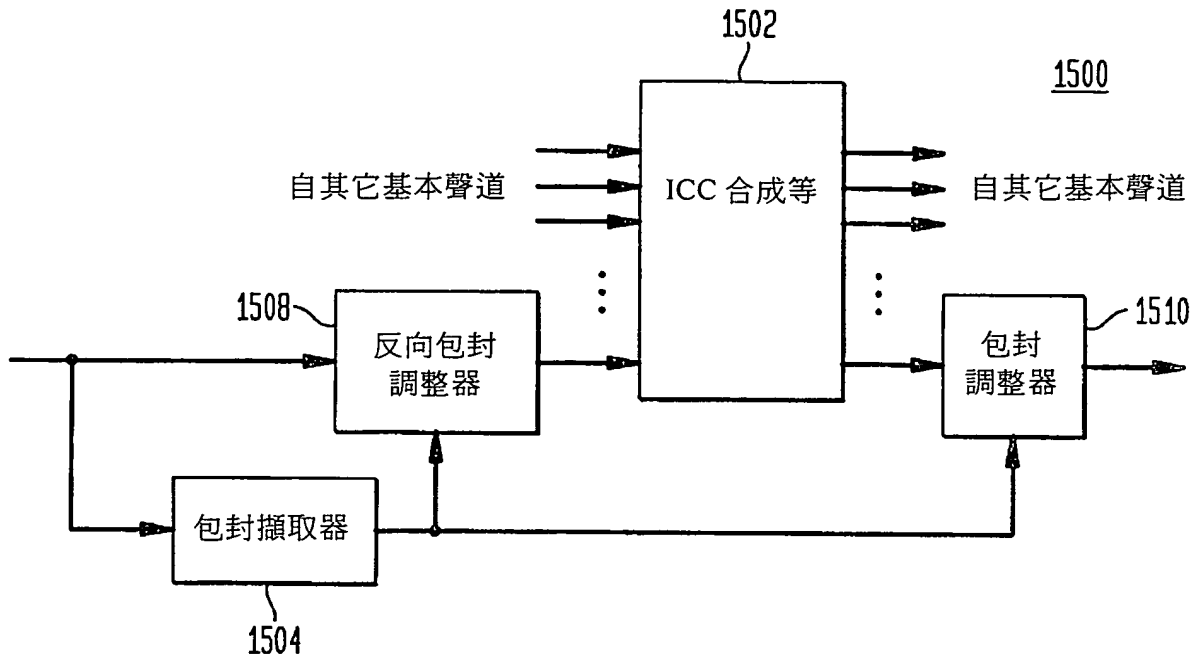 1502
1500
自其它基本聲道
ICC 合成等
自其它基本聲道
1508
反向包封
調整器
1510
包封
調整器
包封擷取器
1504